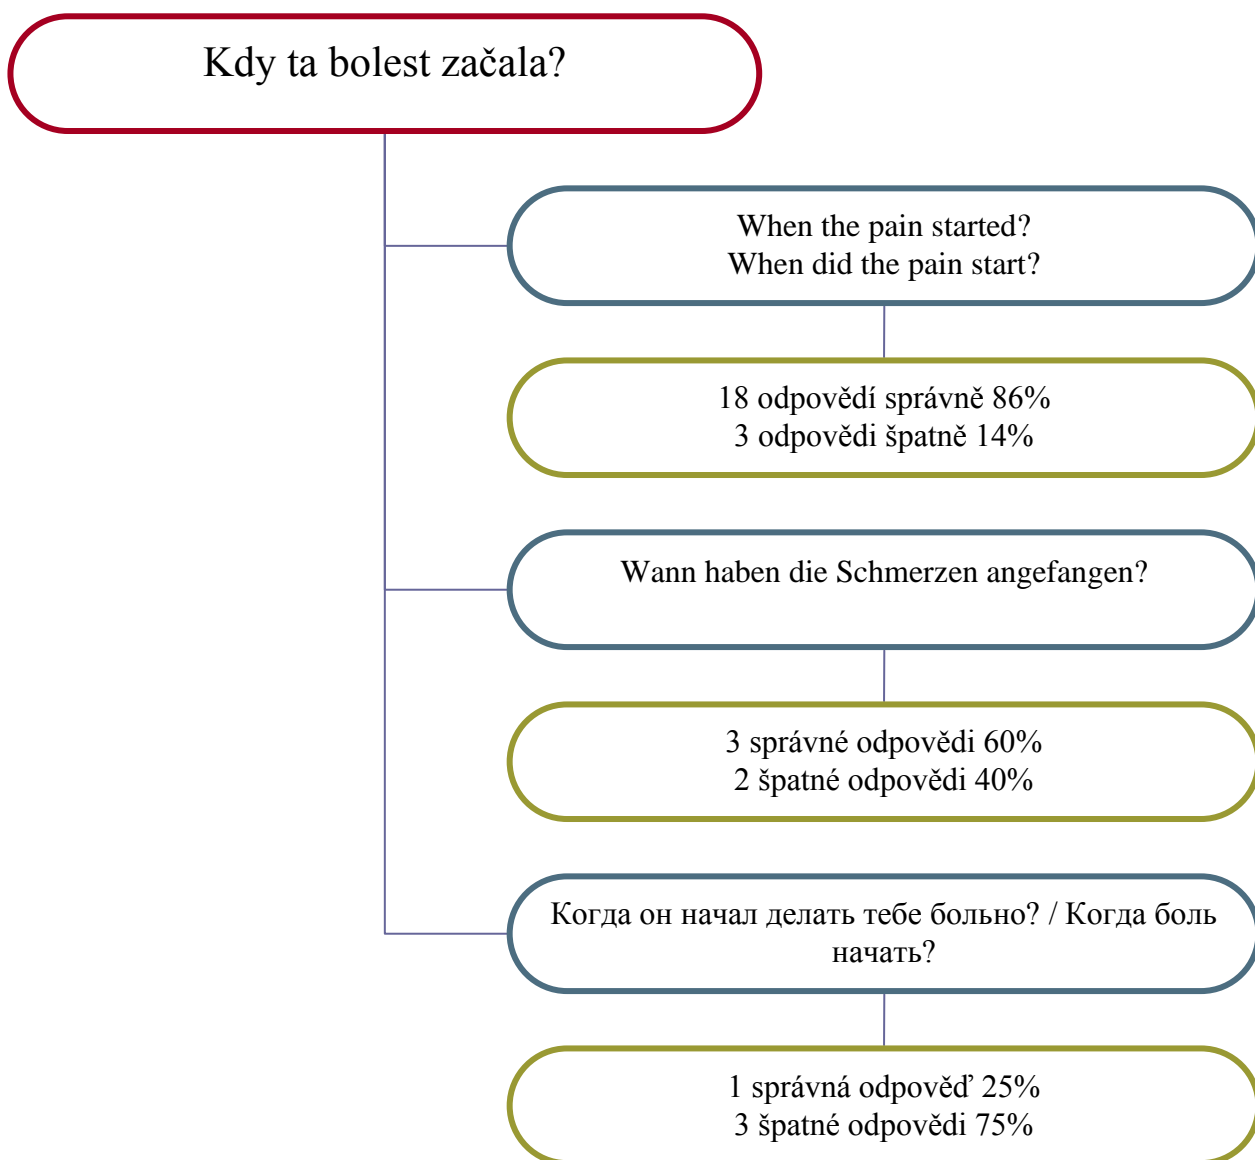 Kdy ta bolest začala?
When the pain started?
When did the pain start?
18 odpovědí správně 86%
3 odpovědi špatně 14%
Wann haben die Schmerzen angefangen?
3 správné odpovědi 60%
2 špatné odpovědi 40%
Когда он начал делать тебе больно? / Когда боль
начать?
1 správná odpověď 25%
3 špatné odpovědi 75%